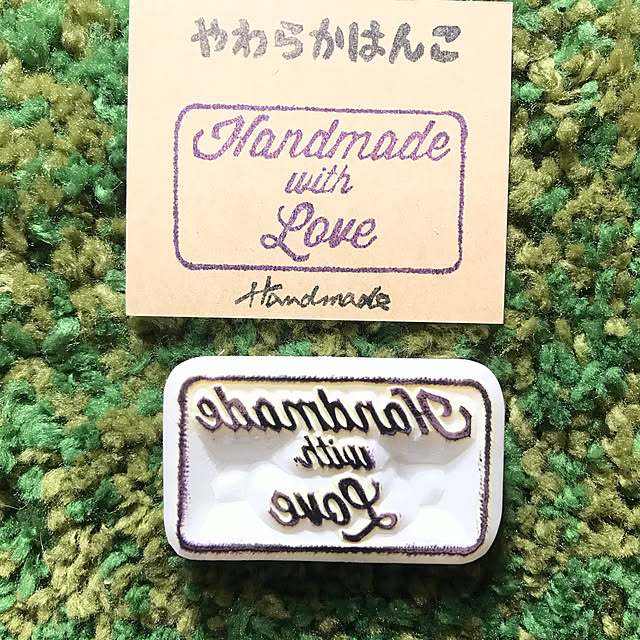 やわらかはんこ
Handmade
with
Love
Handmade
Handmade
with
Love